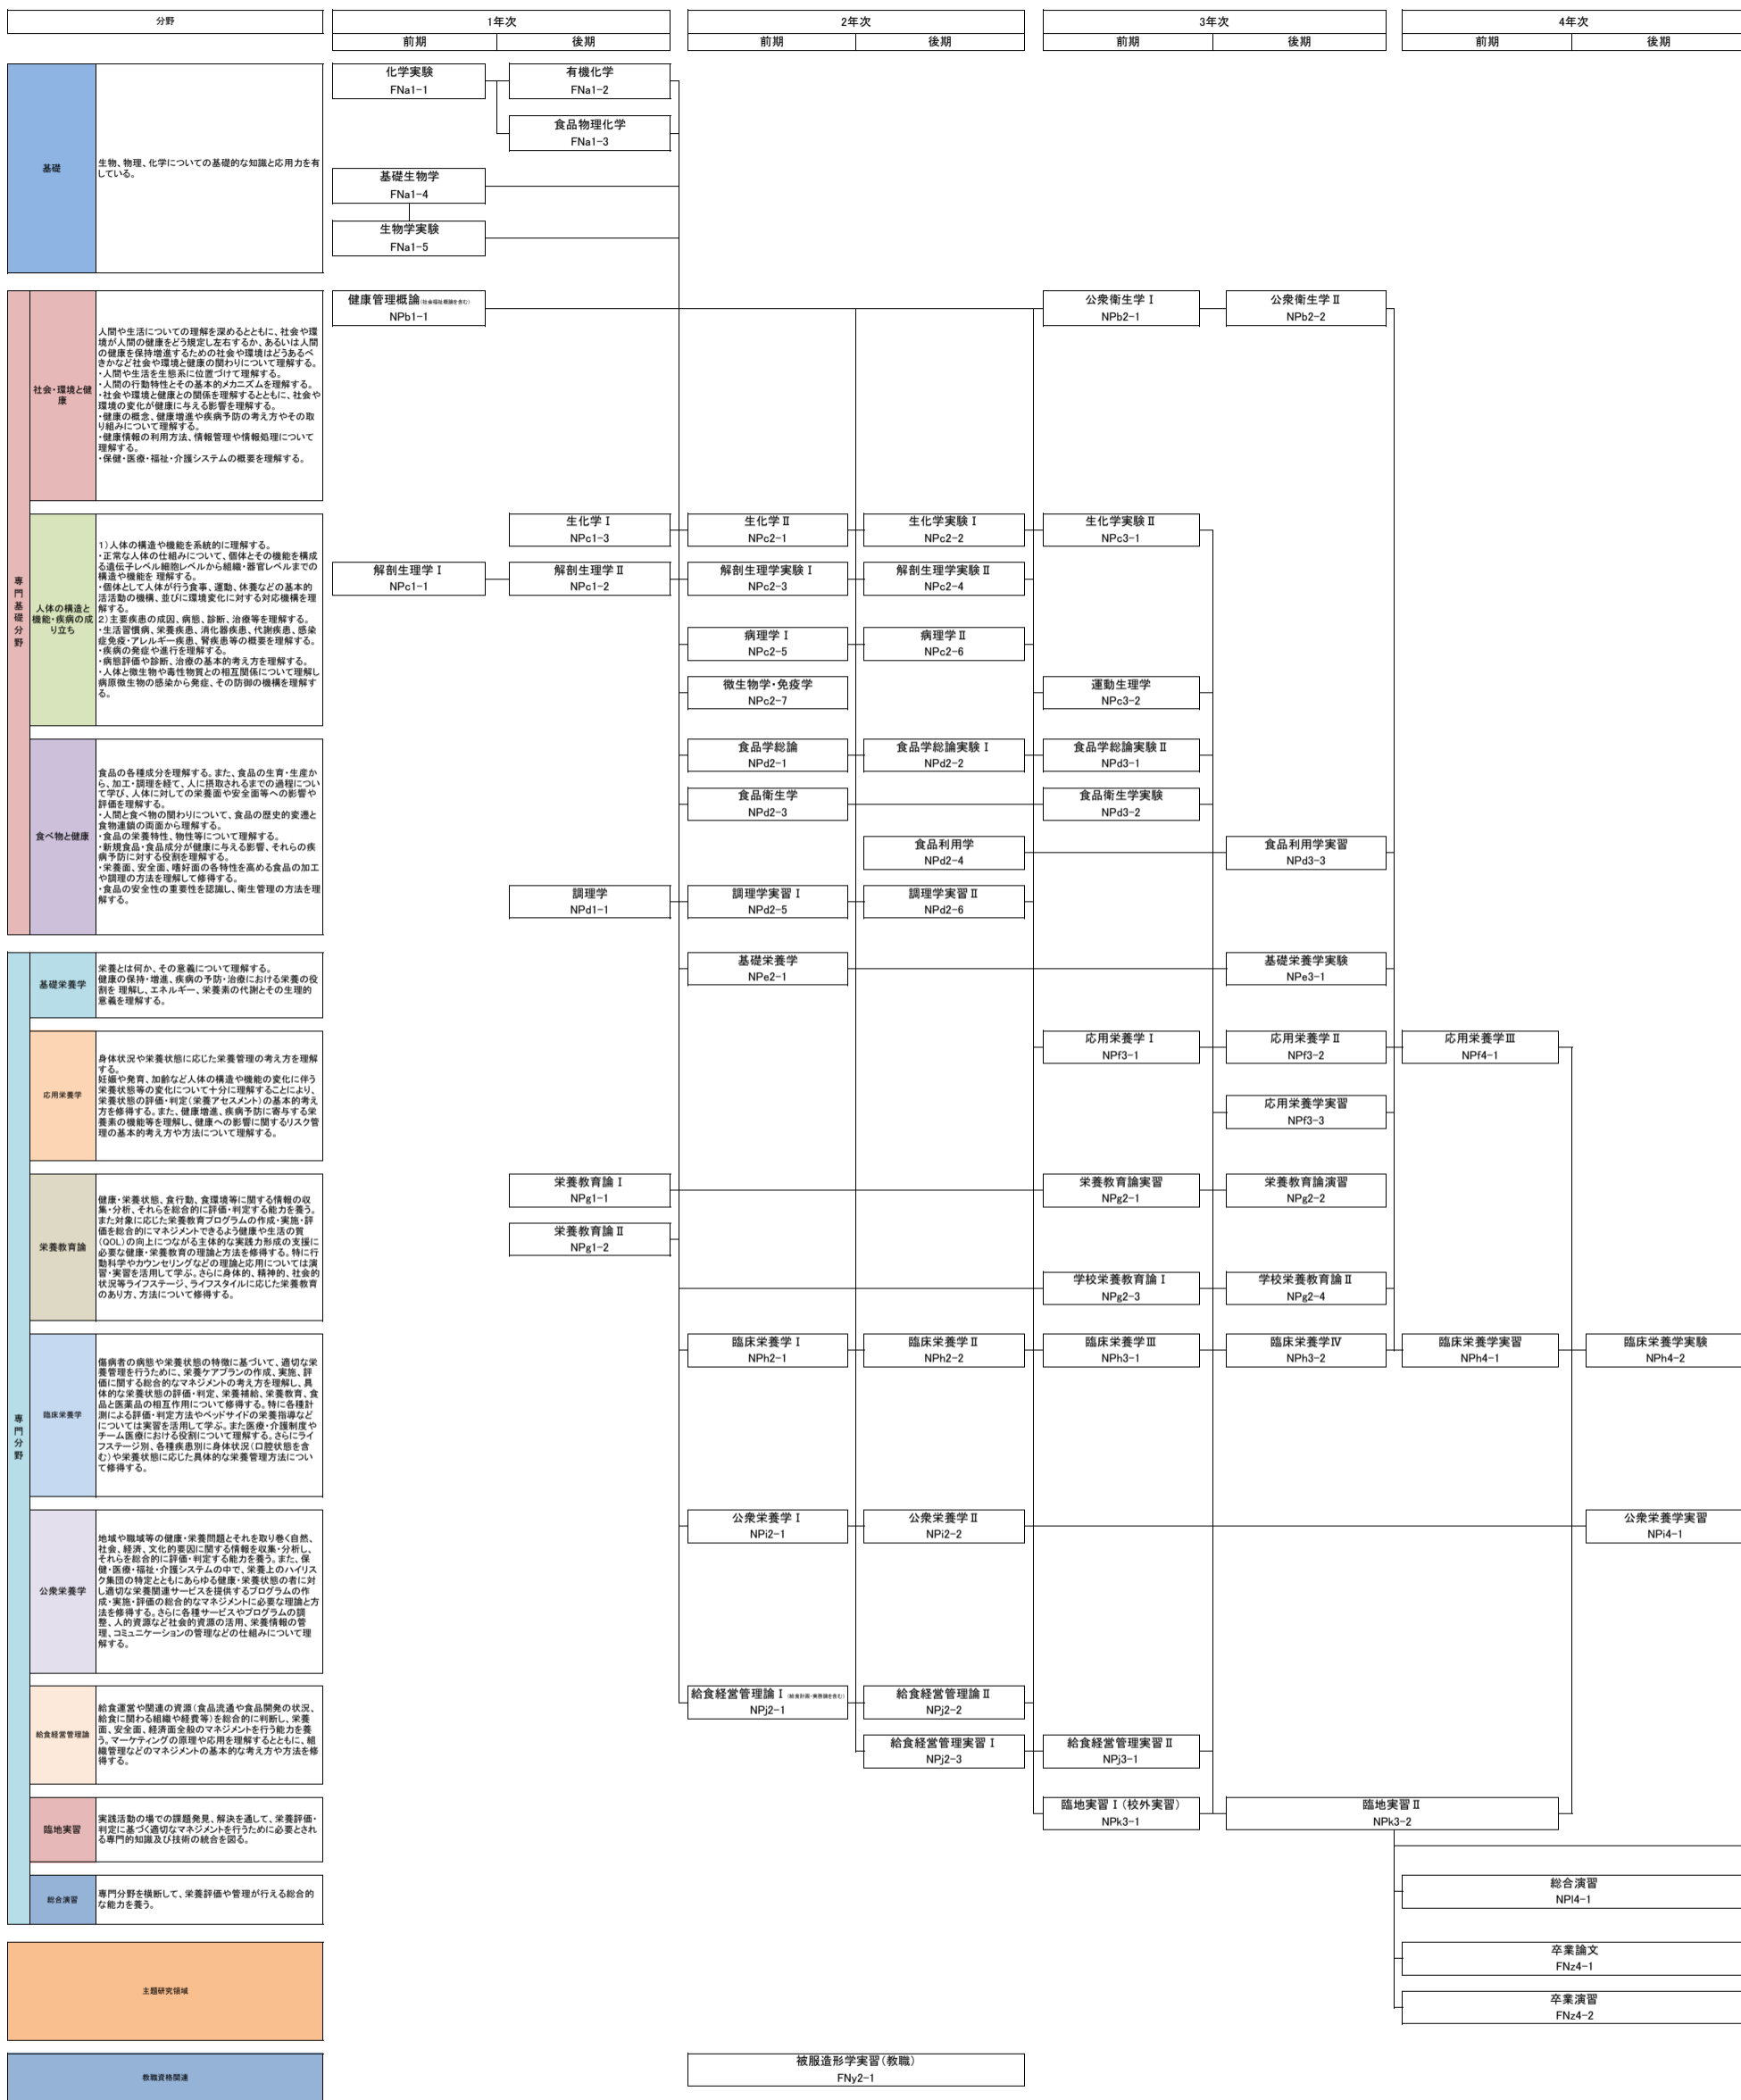 分野
1年次
2年次
3年次
4年次
前期
後期
前期
後期
前期
後期
前期
後期
基礎
生物、物理、化学についての基礎的な知識と応用力を有
している。
化学実験
FNa1-1
有機化学
FNa1-2
食品物理化学
FNa1-3
基礎生物学
FNa1-4
生物学実験
FNa1-5
専門基礎分野
社会・環境と健
康
人間や生活についての理解を深めるとともに、社会や環
境が人間の健康をどう規定し左右するか、あるいは人間
の健康を保持増進するための社会や環境はどうあるべ
きかなど社会や環境と健康の関わりについて理解する。
・人間や生活を生態系に位置づけて理解する。
・人間の行動特性とその基本的メカニズムを理解する。
・社会や環境と健康との関係を理解するとともに、社会や
環境の変化が健康に与える影響を理解する。
・健康の概念、健康増進や疾病予防の考え方やその取
り組みについて理解する。
・健康情報の利用方法、情報管理や情報処理について
理解する。
・保健・医療・福祉・介護システムの概要を理解する。
健康管理概論(社会福祉概論を含む)
NPb1-1
公衆衛生学Ⅰ
NPb2-1
公衆衛生学Ⅱ
NPb2-2
人体の構造と
機能・疾病の成
り立ち
1)人体の構造や機能を系統的に理解する。
・正常な人体の仕組みについて、個体とその機能を構成
る遺伝子レベル細胞レベルから組織・器官レベルまでの
構造や機能を 理解する。
・個体として人体が行う食事、運動、休養などの基本的
活活動の機構、並びに環境変化に対する対応機構を理
解する。
2)主要疾患の成因、病態、診断、治療等を理解する。
・生活習慣病、栄養疾患、消化器疾患、代謝疾患、感染
症免疫・アレルギー疾患、腎疾患等の概要を理解する。
・疾病の発症や進行を理解する。
・病態評価や診断、治療の基本的考え方を理解する。
・人体と微生物や毒性物質との相互関係について理解し
病原微生物の感染から発症、その防御の機構を理解す
る。
生化学Ⅰ
NPc1-3
生化学Ⅱ
NPc2-1
生化学実験Ⅰ
NPc2-2
生化学実験Ⅱ
NPc3-1
解剖生理学Ⅰ
NPc1-1
解剖生理学Ⅱ
NPc1-2
解剖生理学実験Ⅰ
NPc2-3
解剖生理学実験Ⅱ
NPc2-4
病理学Ⅰ
NPc2-5
病理学Ⅱ
NPc2-6
微生物学・免疫学
NPc2-7
運動生理学
NPc3-2
食べ物と健康
食品の各種成分を理解する。また、食品の生育・生産か
ら、加工・調理を経て、人に摂取されるまでの過程につい
て学び、人体に対しての栄養面や安全面等への影響や
評価を理解する。
・人間と食べ物の関わりについて、食品の歴史的変遷と
食物連鎖の両面から理解する。
・食品の栄養特性、物性等について理解する。
・新規食品・食品成分が健康に与える影響、それらの疾
病予防に対する役割を理解する。
・栄養面、安全面、嗜好面の各特性を高める食品の加工
や調理の方法を理解して修得する。
・食品の安全性の重要性を認識し、衛生管理の方法を理
解する。
食品学総論
NPd2-1
食品学総論実験Ⅰ
NPd2-2
食品学総論実験Ⅱ
NPd3-1
食品衛生学
NPd2-3
食品衛生学実験
NPd3-2
食品利用学
NPd2-4
食品利用学実習
NPd3-3
調理学
NPd1-1
調理学実習Ⅰ
NPd2-5
調理学実習Ⅱ
NPd2-6
専門分野
基礎栄養学
栄養とは何か、その意義について理解する。
健康の保持・増進、疾病の予防・治療における栄養の役
割を 理解し、エネルギー、栄養素の代謝とその生理的
意義を理解する。
基礎栄養学
NPe2-1
基礎栄養学実験
NPe3-1
応用栄養学
身体状況や栄養状態に応じた栄養管理の考え方を理解
する。
妊娠や発育、加齢など人体の構造や機能の変化に伴う
栄養状態等の変化について十分に理解することにより、
栄養状態の評価・判定(栄養アセスメント)の基本的考え
方を修得する。また、健康増進、疾病予防に寄与する栄
養素の機能等を理解し、健康への影響に関するリスク管
理の基本的考え方や方法について理解する。
応用栄養学Ⅰ
NPf3-1
応用栄養学Ⅱ
NPf3-2
応用栄養学Ⅲ
NPf4-1
応用栄養学実習
NPf3-3
栄養教育論
健康・栄養状態、食行動、食環境等に関する情報の収
集・分析、それらを総合的に評価・判定する能力を養う。
また対象に応じた栄養教育プログラムの作成・実施・評
価を総合的にマネジメントできるよう健康や生活の質
(QOL)の向上につながる主体的な実践力形成の支援に
必要な健康・栄養教育の理論と方法を修得する。特に行
動科学やカウンセリングなどの理論と応用については演
習・実習を活用して学ぶ。さらに身体的、精神的、社会的
状況等ライフステージ、ライフスタイルに応じた栄養教育
のあり方、方法について修得する。
栄養教育論Ⅰ
NPg1-1
栄養教育論実習
NPg2-1
栄養教育論演習
NPg2-2
栄養教育論Ⅱ
NPg1-2
学校栄養教育論Ⅰ
NPg2-3
学校栄養教育論Ⅱ
NPg2-4
臨床栄養学
傷病者の病態や栄養状態の特徴に基づいて、適切な栄
養管理を行うために、栄養ケアプランの作成、実施、評
価に関する総合的なマネジメントの考え方を理解し、具
体的な栄養状態の評価・判定、栄養補給、栄養教育、食
品と医薬品の相互作用について修得する。特に各種計
測による評価・判定方法やベッドサイドの栄養指導など
については実習を活用して学ぶ。また医療・介護制度や
チーム医療における役割について理解する。さらにライ
フステージ別、各種疾患別に身体状況(口腔状態を含
む)や栄養状態に応じた具体的な栄養管理方法につい
て修得する。
臨床栄養学Ⅰ
NPh2-1
臨床栄養学Ⅱ
NPh2-2
臨床栄養学Ⅲ
NPh3-1
臨床栄養学Ⅳ
NPh3-2
臨床栄養学実習
NPh4-1
臨床栄養学実験
NPh4-2
公衆栄養学
地域や職域等の健康・栄養問題とそれを取り巻く自然、
社会、経済、文化的要因に関する情報を収集・分析し、
それらを総合的に評価・判定する能力を養う。また、保
健・医療・福祉・介護システムの中で、栄養上のハイリス
ク集団の特定とともにあらゆる健康・栄養状態の者に対
し適切な栄養関連サービスを提供するプログラムの作
成・実施・評価の総合的なマネジメントに必要な理論と方
法を修得する。さらに各種サービスやプログラムの調
整、人的資源など社会的資源の活用、栄養情報の管
理、コミュニケーションの管理などの仕組みについて理
解する。
公衆栄養学Ⅰ
NPi2-1
公衆栄養学Ⅱ
NPi2-2
公衆栄養学実習
NPi4-1
給食経営管理論
給食運営や関連の資源(食品流通や食品開発の状況、
給食に関わる組織や経費等)を総合的に判断し、栄養
面、安全面、経済面全般のマネジメントを行う能力を養
う。マーケティングの原理や応用を理解するとともに、組
織管理などのマネジメントの基本的な考え方や方法を修
得する。
給食経営管理論Ⅰ(給食計画・実務論を含む)
NPj2-1
給食経営管理論Ⅱ
NPj2-2
給食経営管理実習Ⅰ
NPj2-3
給食経営管理実習Ⅱ
NPj3-1
臨地実習
実践活動の場での課題発見、解決を通して、栄養評価・
判定に基づく適切なマネジメントを行うために必要とされ
る専門的知識及び技術の統合を図る。
臨地実習Ⅰ(校外実習)
NPk3-1
臨地実習Ⅱ
NPk3-2
総合演習
専門分野を横断して、栄養評価や管理が行える総合的
な能力を養う。
総合演習
NPl4-1
主題研究領域
卒業論文
FNz4-1
卒業演習
FNz4-2
教職資格関連
被服造形学実習(教職)
FNy2-1